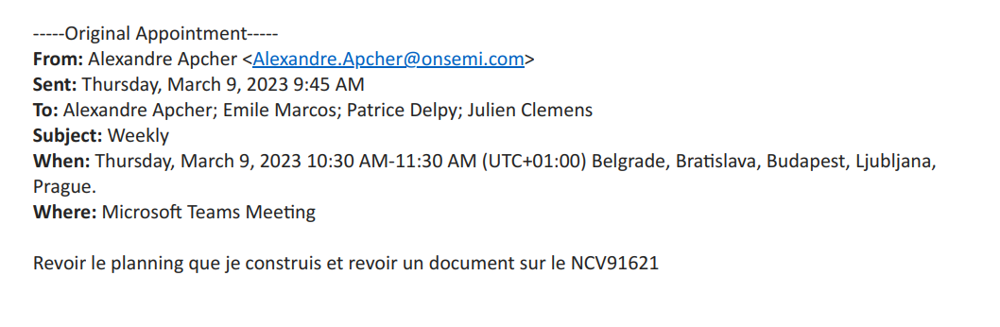 -----Original Appointment-----
From: Alexandre Apcher <Alexandre.Apcher@onsemi.com>
Sent: Thursday, March 9, 2023 9:45 AM
To: Alexandre Apcher; Emile Marcos; Patrice Delpy; Julien Clemens
Subject: Weekly
When: Thursday, March 9, 2023 10:30 AM-11:30 AM (UTC+01:00) Belgrade, Bratislava, Budapest, Ljubljana,
Prague.
Where: Microsoft Teams Meeting
Revoir le planning que je construis et revoir un document sur le NCV91621